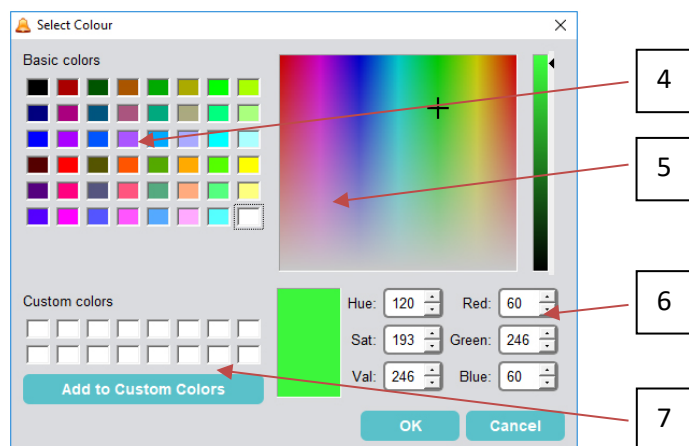 Select Colour
Basic colors
4
5
Custom colors
Hue: 120 Red: 60
6
Sat: 193 Green: 246
Val: 246 Blue: 60
Add to Custom Colors
7
OK Cancel